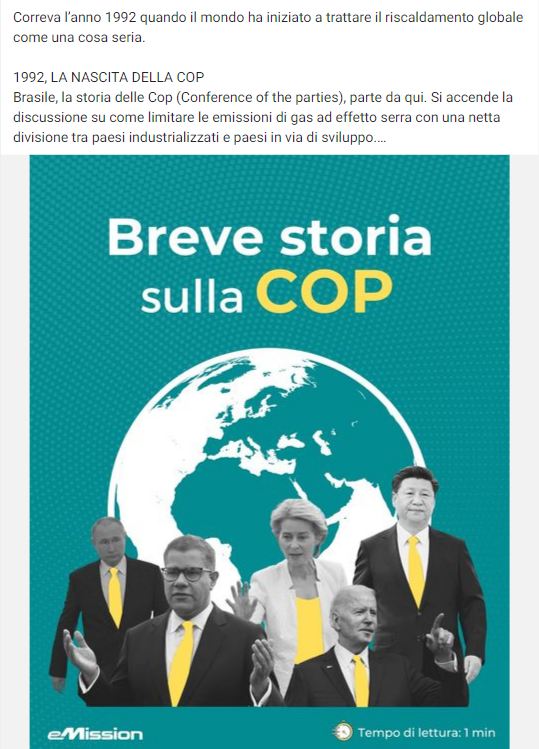 Correva l’anno 1992 quando il mondo ha iniziato a trattare il riscaldamento globale
come una cosa seria.
1992, LA NASCITA DELLA COP
Brasile, la storia delle Cop (Conference of the parties), parte da qui. Si accende la
discussione su come limitare le emissioni di gas ad effetto serra con una netta
divisione tra paesi industrializzati e paesi in via di sviluppo....
Breve storia
sulla COP
eMission
Tempo di lettura: 1 min